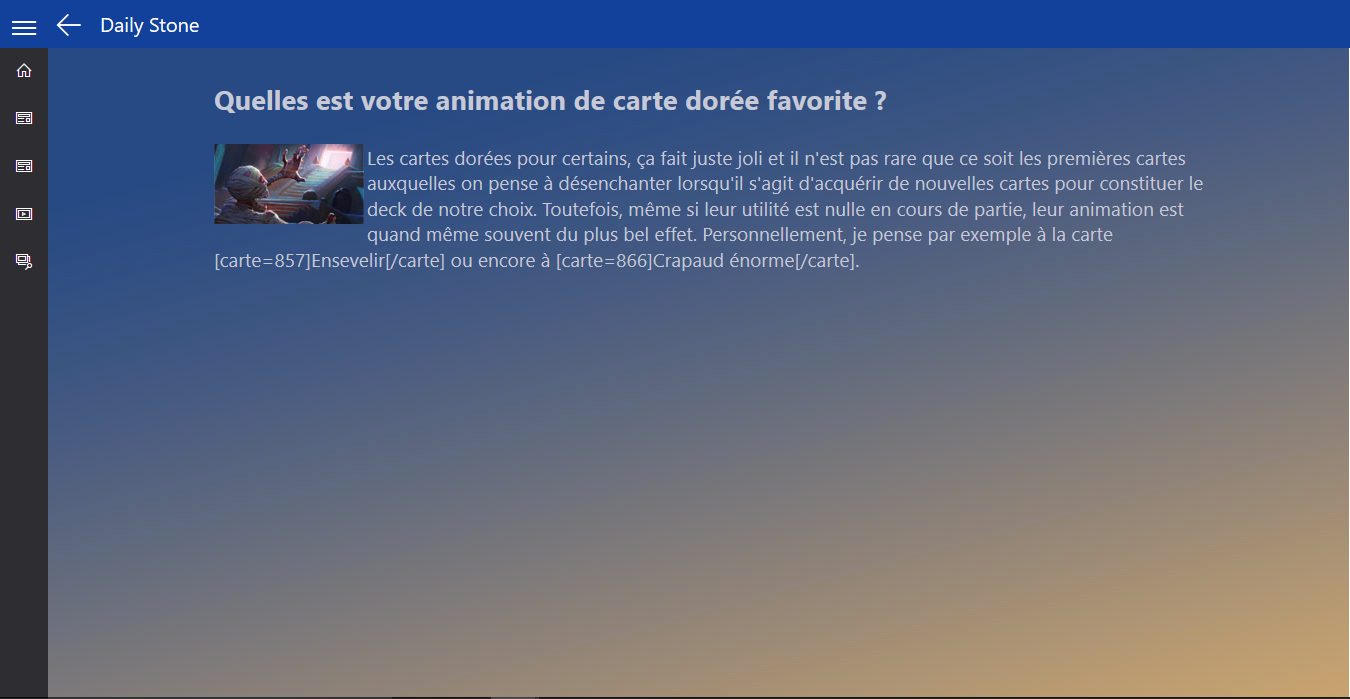 Daily Stone
Quelles est votre animation de carte dorée favorite ?
Les cartes dorées pour certains, ça fait juste joli et il n'est pas rare que ce soit les premières cartes
auxquelles on pense à désenchanter lorsqu'il s'agit d'acquérir de nouvelles cartes pour constituer le
deck de notre choix. Toutefois, même si leur utilité est nulle en cours de partie, leur animation est
quand même souvent du plus bel effet. Personnellement, je pense par exemple à la carte
[carte=857]Ensevelir[/carte] ou encore à [carte=866]Crapaud énorme[/carte].